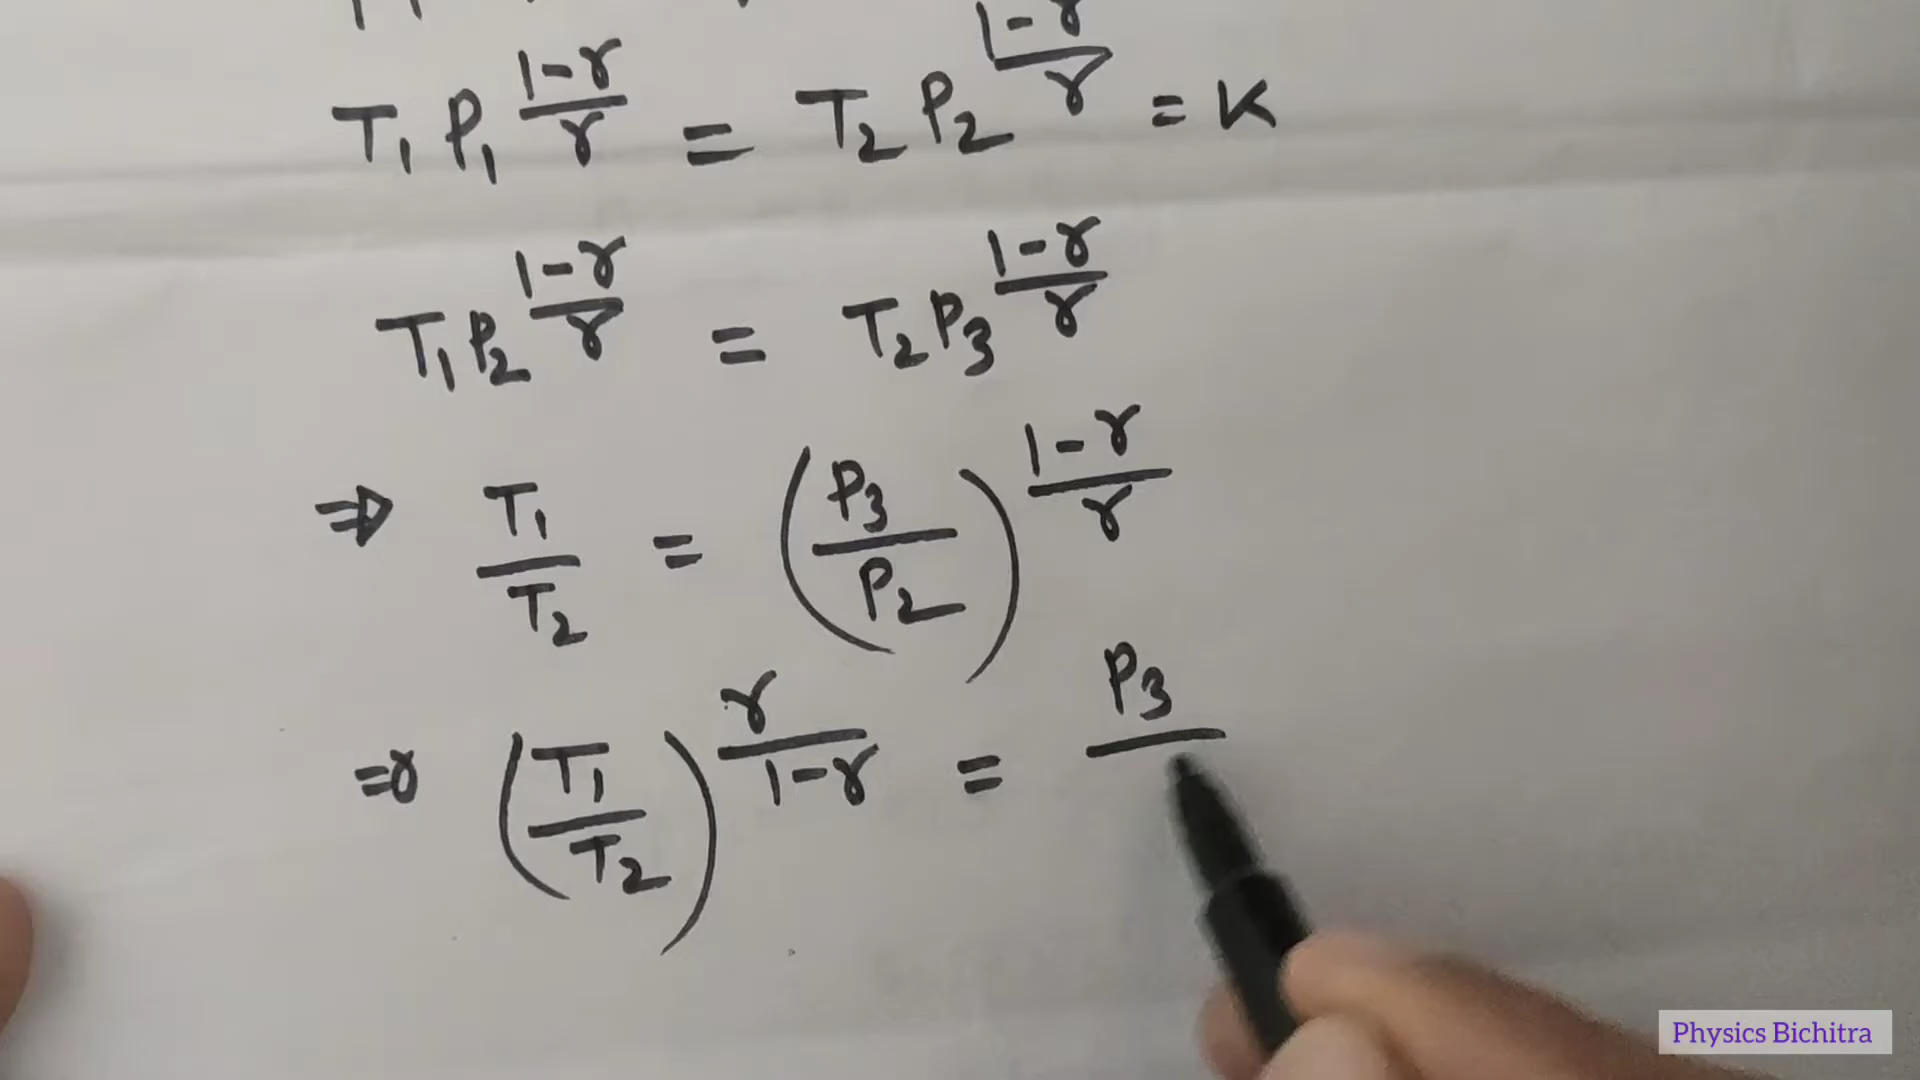 T₁ P₁^((1-γ)/γ) = T₂ P₂^((1-γ)/γ) = K
T₁ P₂^((1-γ)/γ) = T₂ P₃^((1-γ)/γ)
⇒ T₁/T₂ = (P₃/P₂)^((1-γ)/γ)
⇒ (T₁/T₂)^(γ/(1-γ)) = P₃/
Physics Bichitra